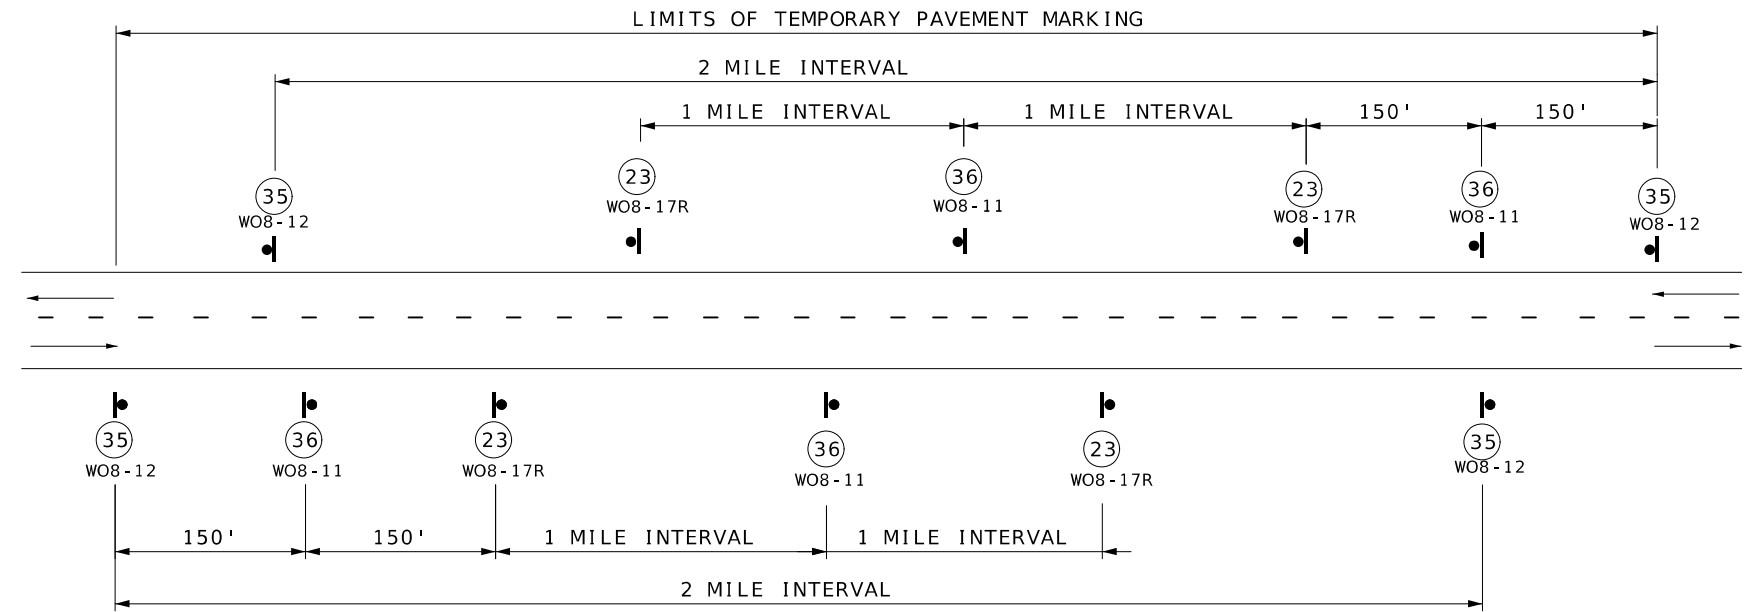 LIMITS OF TEMPORARY PAVEMENT MARKING
2 MILE INTERVAL
1 MILE INTERVAL 1 MILE INTERVAL 150' 150'
35 23 36 23 36 35
WO8-12 WO8-17R WO8-11 WO8-17R WO8-11 WO8-12
35 36 23 36 23 35
WO8-12 WO8-11 WO8-17R WO8-11 WO8-17R WO8-12
150' 150' 1 MILE INTERVAL 1 MILE INTERVAL
2 MILE INTERVAL